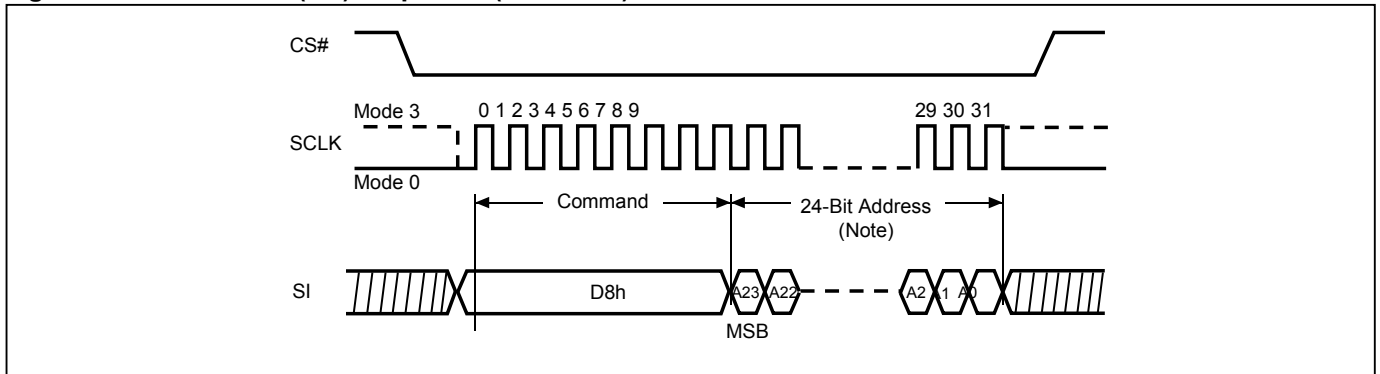 CS#
Mode 3
0 1 2 3 4 5 6 7 8 9
29 30 31
SCLK
Mode 0
Command
24-Bit Address
(Note)
SI
D8h
A23
A22
A2
A1
A0
MSB